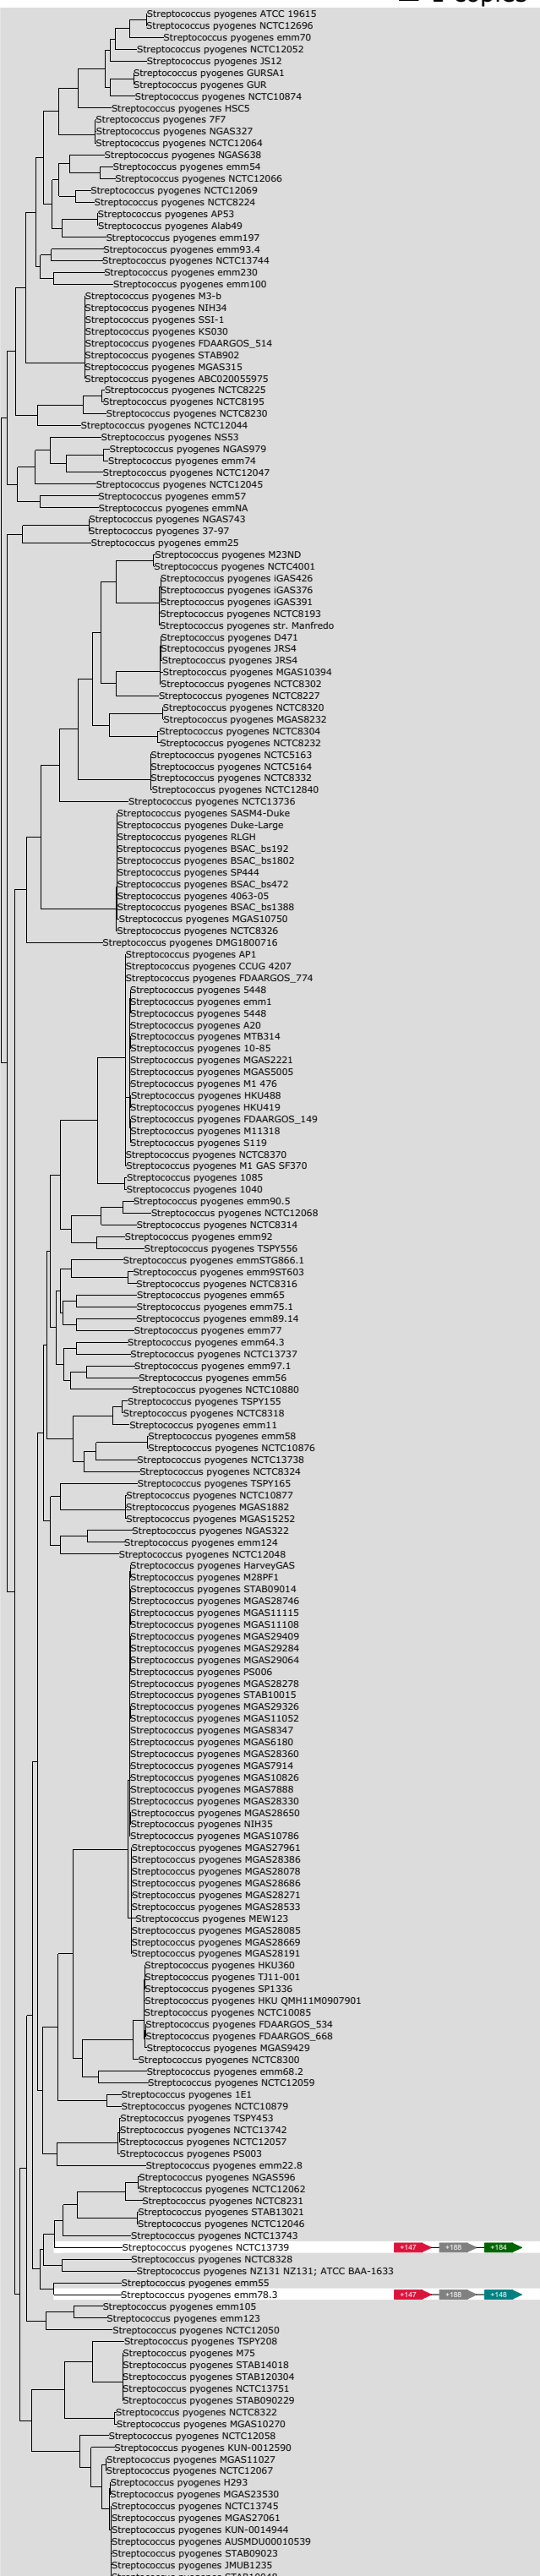 1 copies
Streptococcus pyogenes ATCC 19615
Streptococcus pyogenes NCTC12696
Streptococcus pyogenes emm70
Streptococcus pyogenes NCTC12052
Streptococcus pyogenes JS12
Streptococcus pyogenes GURSA1
Streptococcus pyogenes GUR
Streptococcus pyogenes NCTC10874
Streptococcus pyogenes HSC5
Streptococcus pyogenes 7F7
Streptococcus pyogenes NGAS327
Streptococcus pyogenes NCTC12064
Streptococcus pyogenes NGAS638
Streptococcus pyogenes emm54
Streptococcus pyogenes NCTC12066
Streptococcus pyogenes NCTC12069
Streptococcus pyogenes NCTC8224
Streptococcus pyogenes AP53
Streptococcus pyogenes Alab49
Streptococcus pyogenes emm197
Streptococcus pyogenes emm93.4
Streptococcus pyogenes NCTC13744
Streptococcus pyogenes emm230
Streptococcus pyogenes emm100
Streptococcus pyogenes M3-b
Streptococcus pyogenes NIH34
Streptococcus pyogenes SSI-1
Streptococcus pyogenes KS030
Streptococcus pyogenes FDAARGOS_514
Streptococcus pyogenes STAB902
Streptococcus pyogenes MGAS315
Streptococcus pyogenes ABC020055975
Streptococcus pyogenes NCTC8225
Streptococcus pyogenes NCTC8195
Streptococcus pyogenes NCTC8230
Streptococcus pyogenes NCTC12044
Streptococcus pyogenes NS53
Streptococcus pyogenes NGAS979
Streptococcus pyogenes emm74
Streptococcus pyogenes NCTC12047
Streptococcus pyogenes NCTC12045
Streptococcus pyogenes emm57
Streptococcus pyogenes emmNA
Streptococcus pyogenes NGAS743
Streptococcus pyogenes 37-97
Streptococcus pyogenes emm25
Streptococcus pyogenes M23ND
Streptococcus pyogenes NCTC4001
Streptococcus pyogenes iGAS426
Streptococcus pyogenes iGAS376
Streptococcus pyogenes iGAS391
Streptococcus pyogenes NCTC8193
Streptococcus pyogenes str. Manfredo
Streptococcus pyogenes D471
Streptococcus pyogenes JRS4
Streptococcus pyogenes JRS4
Streptococcus pyogenes MGAS10394
Streptococcus pyogenes NCTC8302
Streptococcus pyogenes NCTC8227
Streptococcus pyogenes NCTC8320
Streptococcus pyogenes MGAS8232
Streptococcus pyogenes NCTC8304
Streptococcus pyogenes NCTC8232
Streptococcus pyogenes NCTC5163
Streptococcus pyogenes NCTC5164
Streptococcus pyogenes NCTC8332
Streptococcus pyogenes NCTC12840
Streptococcus pyogenes NCTC13736
Streptococcus pyogenes SASM4-Duke
Streptococcus pyogenes Duke-Large
Streptococcus pyogenes RLGH
Streptococcus pyogenes BSAC_bs192
Streptococcus pyogenes BSAC_bs1802
Streptococcus pyogenes SP444
Streptococcus pyogenes BSAC_bs472
Streptococcus pyogenes 4063-05
Streptococcus pyogenes BSAC_bs1388
Streptococcus pyogenes MGAS10750
Streptococcus pyogenes NCTC8326
Streptococcus pyogenes DMG1800716
Streptococcus pyogenes AP1
Streptococcus pyogenes CCUG 4207
Streptococcus pyogenes FDAARGOS_774
Streptococcus pyogenes 5448
Streptococcus pyogenes emm1
Streptococcus pyogenes 5448
Streptococcus pyogenes A20
Streptococcus pyogenes MTB314
Streptococcus pyogenes 10-85
Streptococcus pyogenes MGAS2221
Streptococcus pyogenes MGAS5005
Streptococcus pyogenes M1 476
Streptococcus pyogenes HKU488
Streptococcus pyogenes HKU419
Streptococcus pyogenes FDAARGOS_149
Streptococcus pyogenes M11318
Streptococcus pyogenes S119
Streptococcus pyogenes NCTC8370
Streptococcus pyogenes M1 GAS SF370
Streptococcus pyogenes 1085
Streptococcus pyogenes 1040
Streptococcus pyogenes emm90.5
Streptococcus pyogenes NCTC12068
Streptococcus pyogenes NCTC8314
Streptococcus pyogenes emm92
Streptococcus pyogenes TSPY556
Streptococcus pyogenes emmSTG866.1
Streptococcus pyogenes emm9ST603
Streptococcus pyogenes NCTC8316
Streptococcus pyogenes emm65
Streptococcus pyogenes emm75.1
Streptococcus pyogenes emm89.14
Streptococcus pyogenes emm77
Streptococcus pyogenes emm64.3
Streptococcus pyogenes NCTC13737
Streptococcus pyogenes emm97.1
Streptococcus pyogenes emm56
Streptococcus pyogenes NCTC10880
Streptococcus pyogenes TSPY155
Streptococcus pyogenes NCTC8318
Streptococcus pyogenes emm11
Streptococcus pyogenes emm58
Streptococcus pyogenes NCTC10876
Streptococcus pyogenes NCTC13738
Streptococcus pyogenes NCTC8324
Streptococcus pyogenes TSPY165
Streptococcus pyogenes NCTC10877
Streptococcus pyogenes MGAS1882
Streptococcus pyogenes MGAS15252
Streptococcus pyogenes NGAS322
Streptococcus pyogenes emm124
Streptococcus pyogenes NCTC12048
Streptococcus pyogenes HarveyGAS
Streptococcus pyogenes M28PF1
Streptococcus pyogenes STAB09014
Streptococcus pyogenes MGAS28746
Streptococcus pyogenes MGAS11115
Streptococcus pyogenes MGAS11108
Streptococcus pyogenes MGAS29409
Streptococcus pyogenes MGAS29284
Streptococcus pyogenes MGAS29064
Streptococcus pyogenes PS006
Streptococcus pyogenes MGAS28278
Streptococcus pyogenes STAB10015
Streptococcus pyogenes MGAS29326
Streptococcus pyogenes MGAS11052
Streptococcus pyogenes MGAS8347
Streptococcus pyogenes MGAS6180
Streptococcus pyogenes MGAS28360
Streptococcus pyogenes MGAS7914
Streptococcus pyogenes MGAS10826
Streptococcus pyogenes MGAS7888
Streptococcus pyogenes MGAS28330
Streptococcus pyogenes MGAS28650
Streptococcus pyogenes NIH35
Streptococcus pyogenes MGAS10786
Streptococcus pyogenes MGAS27961
Streptococcus pyogenes MGAS28386
Streptococcus pyogenes MGAS28078
Streptococcus pyogenes MGAS28686
Streptococcus pyogenes MGAS28271
Streptococcus pyogenes MGAS28533
Streptococcus pyogenes MEW123
Streptococcus pyogenes MGAS28085
Streptococcus pyogenes MGAS28669
Streptococcus pyogenes MGAS28191
Streptococcus pyogenes HKU360
Streptococcus pyogenes TJ11-001
Streptococcus pyogenes SP1336
Streptococcus pyogenes HKU QMH11M0907901
Streptococcus pyogenes NCTC10085
Streptococcus pyogenes FDAARGOS_534
Streptococcus pyogenes FDAARGOS_668
Streptococcus pyogenes MGAS9429
Streptococcus pyogenes NCTC8300
Streptococcus pyogenes emm68.2
Streptococcus pyogenes NCTC12059
Streptococcus pyogenes 1E1
Streptococcus pyogenes NCTC10879
Streptococcus pyogenes TSPY453
Streptococcus pyogenes NCTC13742
Streptococcus pyogenes NCTC12057
Streptococcus pyogenes PS003
Streptococcus pyogenes emm22.8
Streptococcus pyogenes NGAS596
Streptococcus pyogenes NCTC12062
Streptococcus pyogenes NCTC8231
Streptococcus pyogenes STAB13021
Streptococcus pyogenes NCTC12046
Streptococcus pyogenes NCTC13743
Streptococcus pyogenes NCTC13739 +147 +188 +184
Streptococcus pyogenes NCTC8328
Streptococcus pyogenes NZ131 NZ131; ATCC BAA-1633
Streptococcus pyogenes emm55
Streptococcus pyogenes emm78.3 +147 +188 +148
Streptococcus pyogenes emm105
Streptococcus pyogenes emm123
Streptococcus pyogenes NCTC12050
Streptococcus pyogenes TSPY208
Streptococcus pyogenes M75
Streptococcus pyogenes STAB14018
Streptococcus pyogenes STAB120304
Streptococcus pyogenes NCTC13751
Streptococcus pyogenes STAB090229
Streptococcus pyogenes NCTC8322
Streptococcus pyogenes MGAS10270
Streptococcus pyogenes NCTC12058
Streptococcus pyogenes KUN-0012590
Streptococcus pyogenes MGAS11027
Streptococcus pyogenes NCTC12067
Streptococcus pyogenes H293
Streptococcus pyogenes MGAS23530
Streptococcus pyogenes NCTC13745
Streptococcus pyogenes MGAS27061
Streptococcus pyogenes KUN-0014944
Streptococcus pyogenes AUSMDU00010539
Streptococcus pyogenes STAB09023
Streptococcus pyogenes JMUB1235